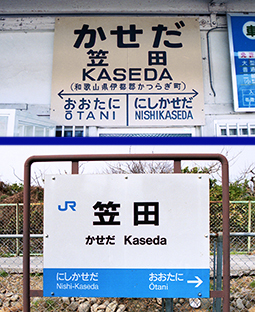 かせだ
笠田
KASEDA
(和歌山県伊都郡かつらぎ町)
おおたに にしかせだ
ŌTANI NISHIKASEDA
JR 笠田
かせだ Kaseda
にしかせだ おおたに
Nishi-Kaseda Ōtani